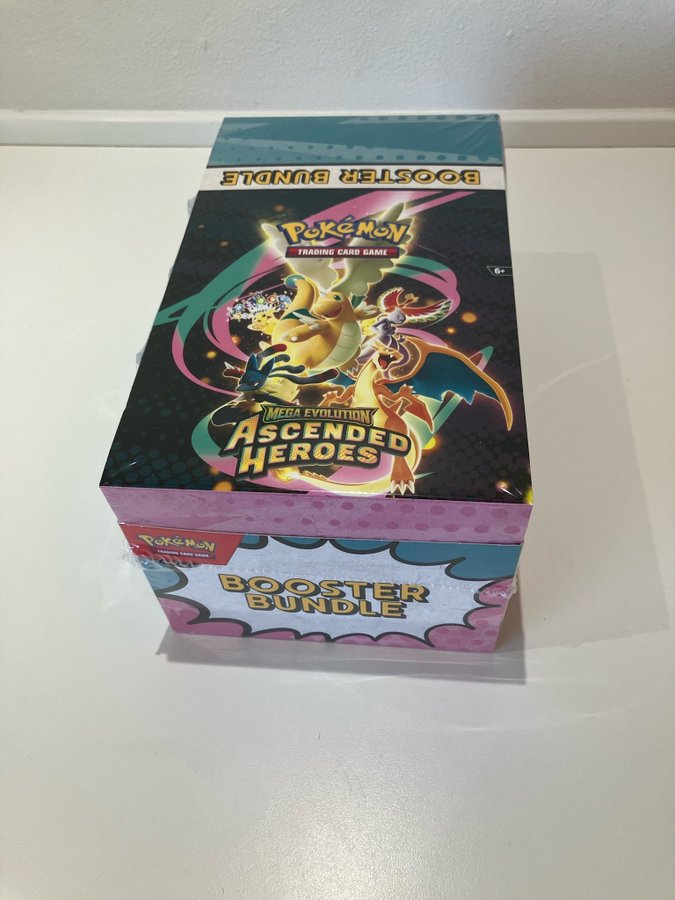 BOOSTER BUNDLE
POKéMON
TRADING CARD GAME
6+
MEGA EVOLUTION
ASCENDED
HEROES
POKéMON
TRADING CARD GAME
BOOSTER
BUNDLE